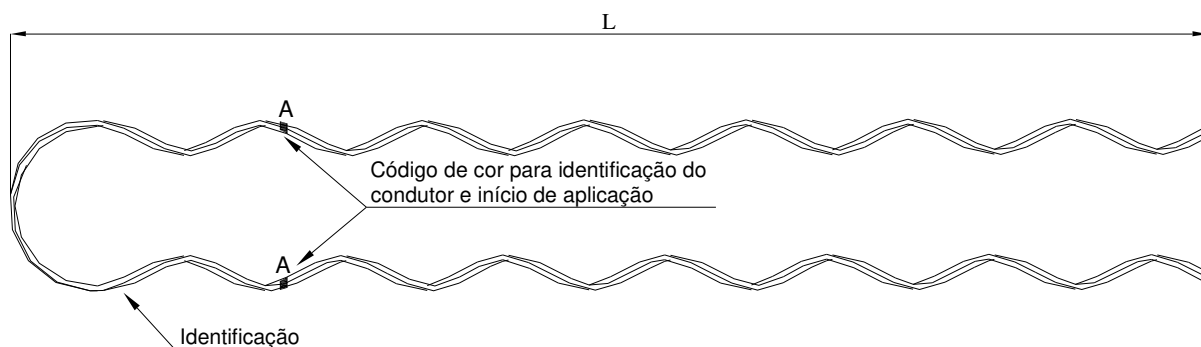 L
A
Código de cor para identificação do
condutor e início de aplicação
A
Identificação